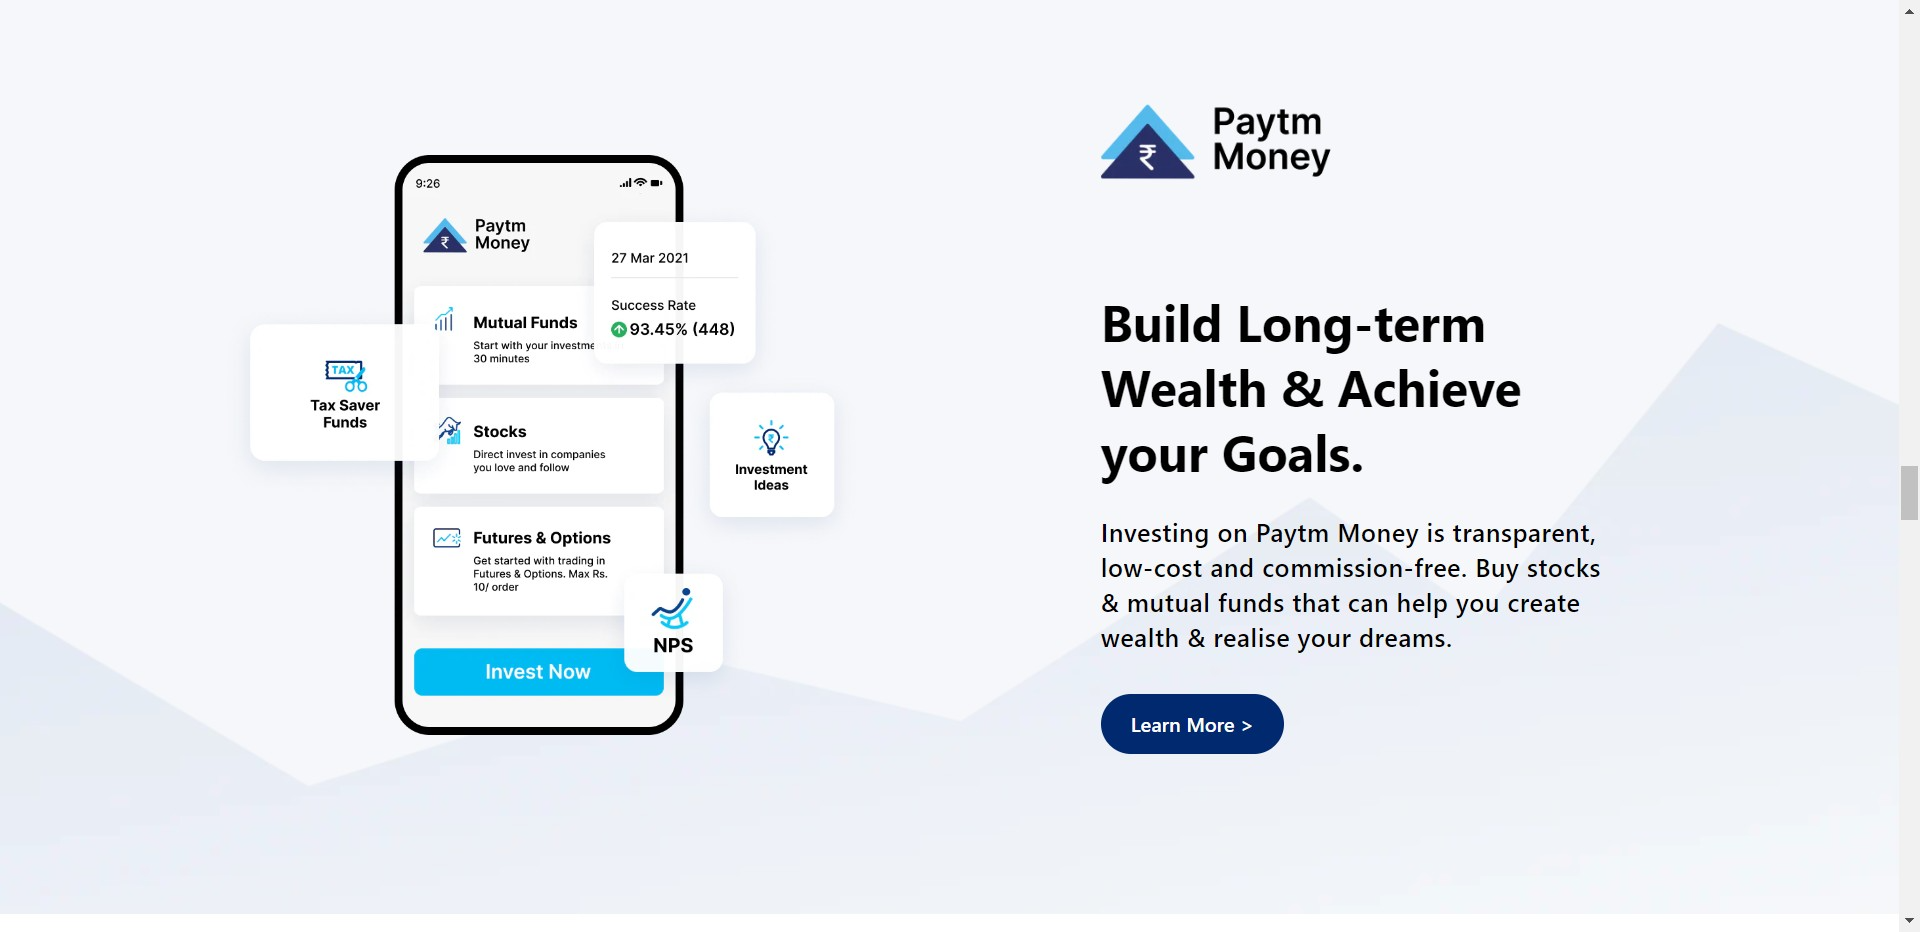 Paytm
Money
Build Long-term
Wealth & Achieve
your Goals.
Investing on Paytm Money is transparent,
low-cost and commission-free. Buy stocks
& mutual funds that can help you create
wealth & realise your dreams.
Learn More >
9:26
Paytm
Money
27 Mar 2021
Success Rate
93.45% (448)
Mutual Funds
Start with your
30 minutes
TAX
Tax Saver
Funds
Stocks
Direct invest in companies
you love and follow
Investment
Ideas
Futures & Options
Get started with trading in
Futures & Options. Max Rs.
10/ order
NPS
Invest Now